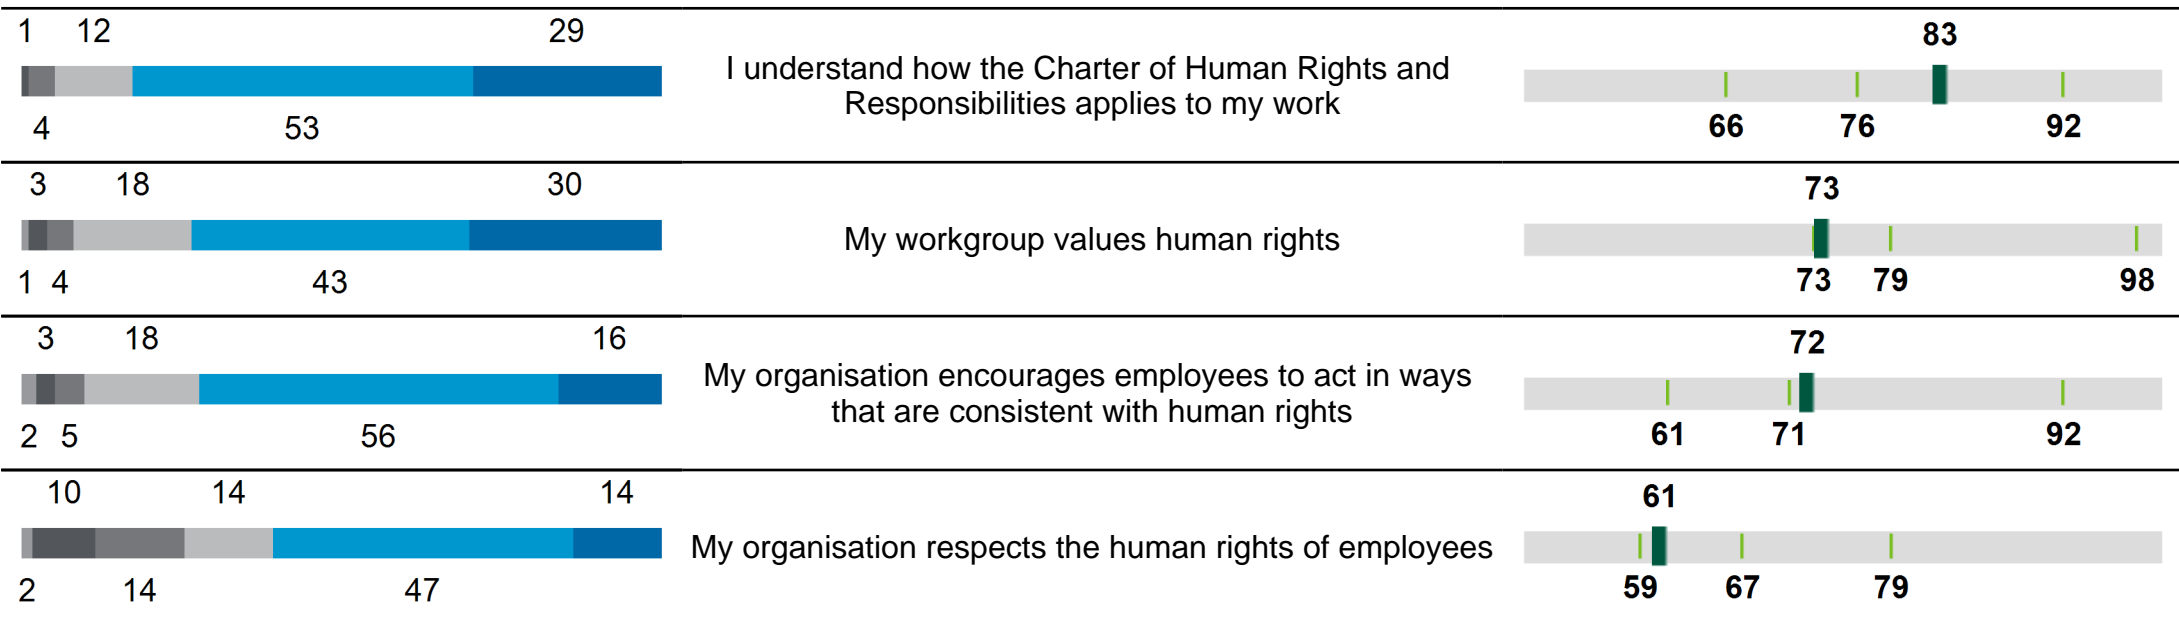 1 12 29
83
I understand how the Charter of Human Rights and
Responsibilities applies to my work
4 53
66 76 92
3 18 30
73
My workgroup values human rights
1 4 43
73 79 98
3 18 16
72
My organisation encourages employees to act in ways
that are consistent with human rights
2 5 56
61 71 92
10 14 14
61
My organisation respects the human rights of employees
2 14 47
59 67 79